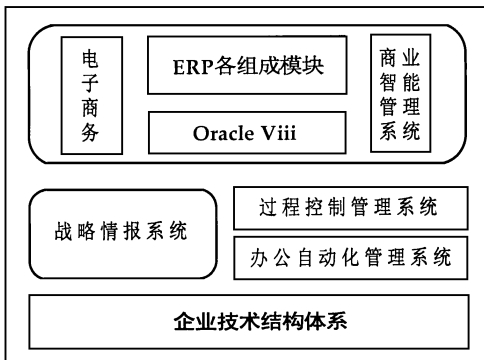 电子商务
ERP各组成模块
Oracle Viii
商业智能管理系统
战略情报系统
过程控制管理系统
办公自动化管理系统
企业技术结构体系